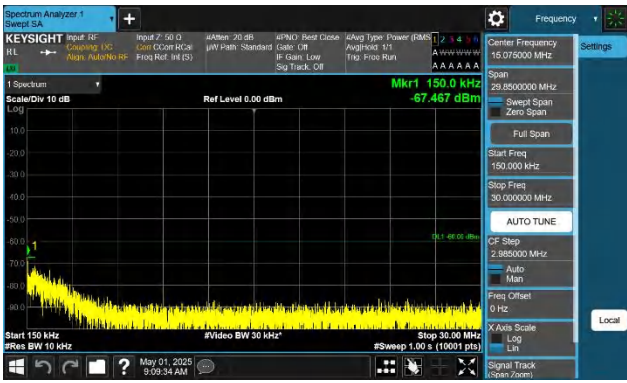 Spectrum Analyzer 1
Swept SA
Frequency
KEYSIGHT
Input: RF
Coupling: DC
Align: Auto/No RF
Input Z: 50 Ω
Corr CCorr RCal
Freq Ref: Int (S)
#Atten: 20 dB
µW Path: Standard
#PNO: Best Close
Gate: Off
IF Gain: Low
Sig Track: Off
#Avg Type: Power (RMS
Avg|Hold: 1/1
Trig: Free Run
1 2 3 4 5 6
A W W W W W
A A A A A A
RL
1 Spectrum
Scale/Div 10 dB
Log
Ref Level 0.00 dBm
Mkr1 150.0 kHz
-67.467 dBm
-10.0
-20.0
-30.0
-40.0
-50.0
-60.0
-70.0
-80.0
-90.0
1
DL1 -66.00 dBm
Start 150 kHz
#Res BW 10 kHz
#Video BW 30 kHz*
Stop 30.00 MHz
#Sweep 1.00 s (10001 pts)
May 01, 2025
9:09:34 AM
Center Frequency
15.075000 MHz
Settings
Span
29.8500000 MHz
Swept Span
Zero Span
Full Span
Start Freq
150.000 kHz
Stop Freq
30.000000 MHz
AUTO TUNE
CF Step
2.985000 MHz
Auto
Man
Freq Offset
0 Hz
X Axis Scale
Log
Lin
Local
Signal Track
(Span Zoom)